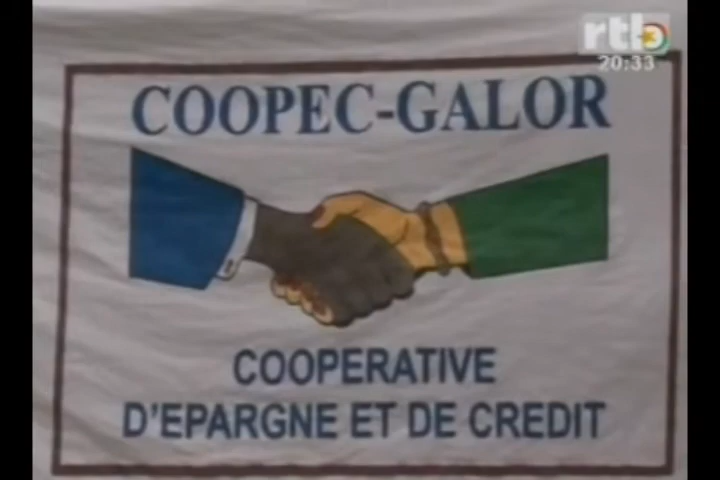 rtb
20:33
COOPEC-GALOR
COOPERATIVE
D'EPARGNE ET DE CREDIT